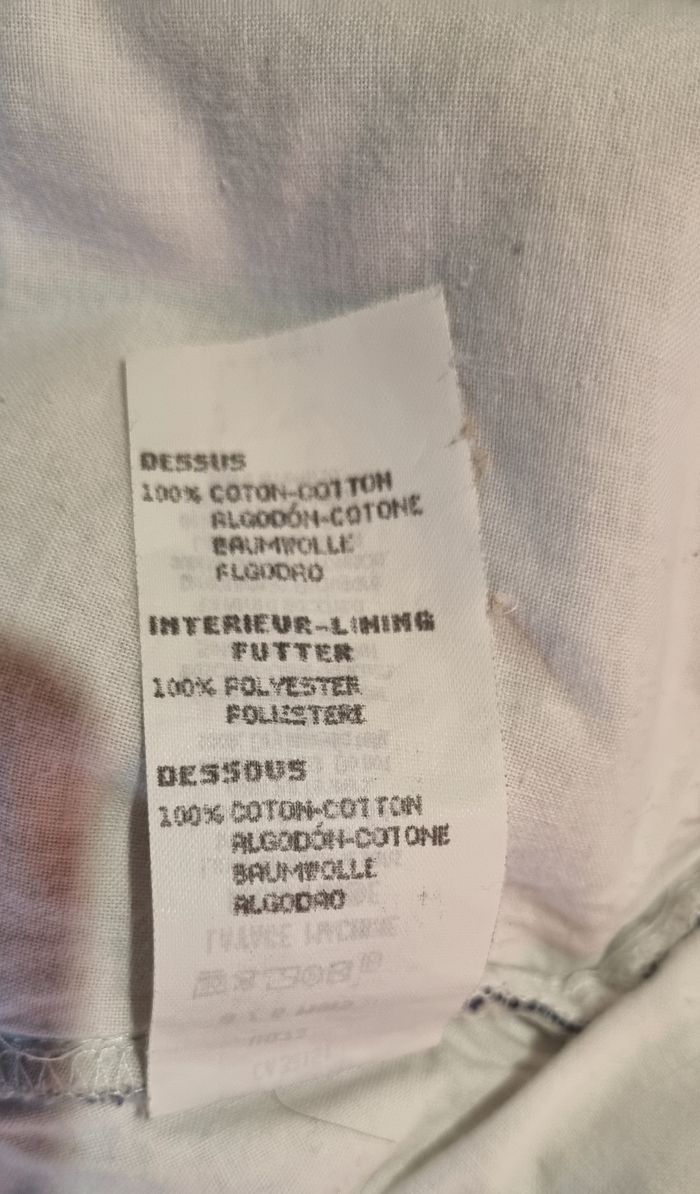 DESSUS
100% COTON-COTTON
ALGODÓN-COTONE
BAUMWOLLE
ALGODAO
INTERIEUR-LINING
FUTTER
100% POLYESTER
POLIESTERE
DESSOUS
100% COTON-COTTON
ALGODÓN-COTONE
BAUMWOLLE
ALGODAO